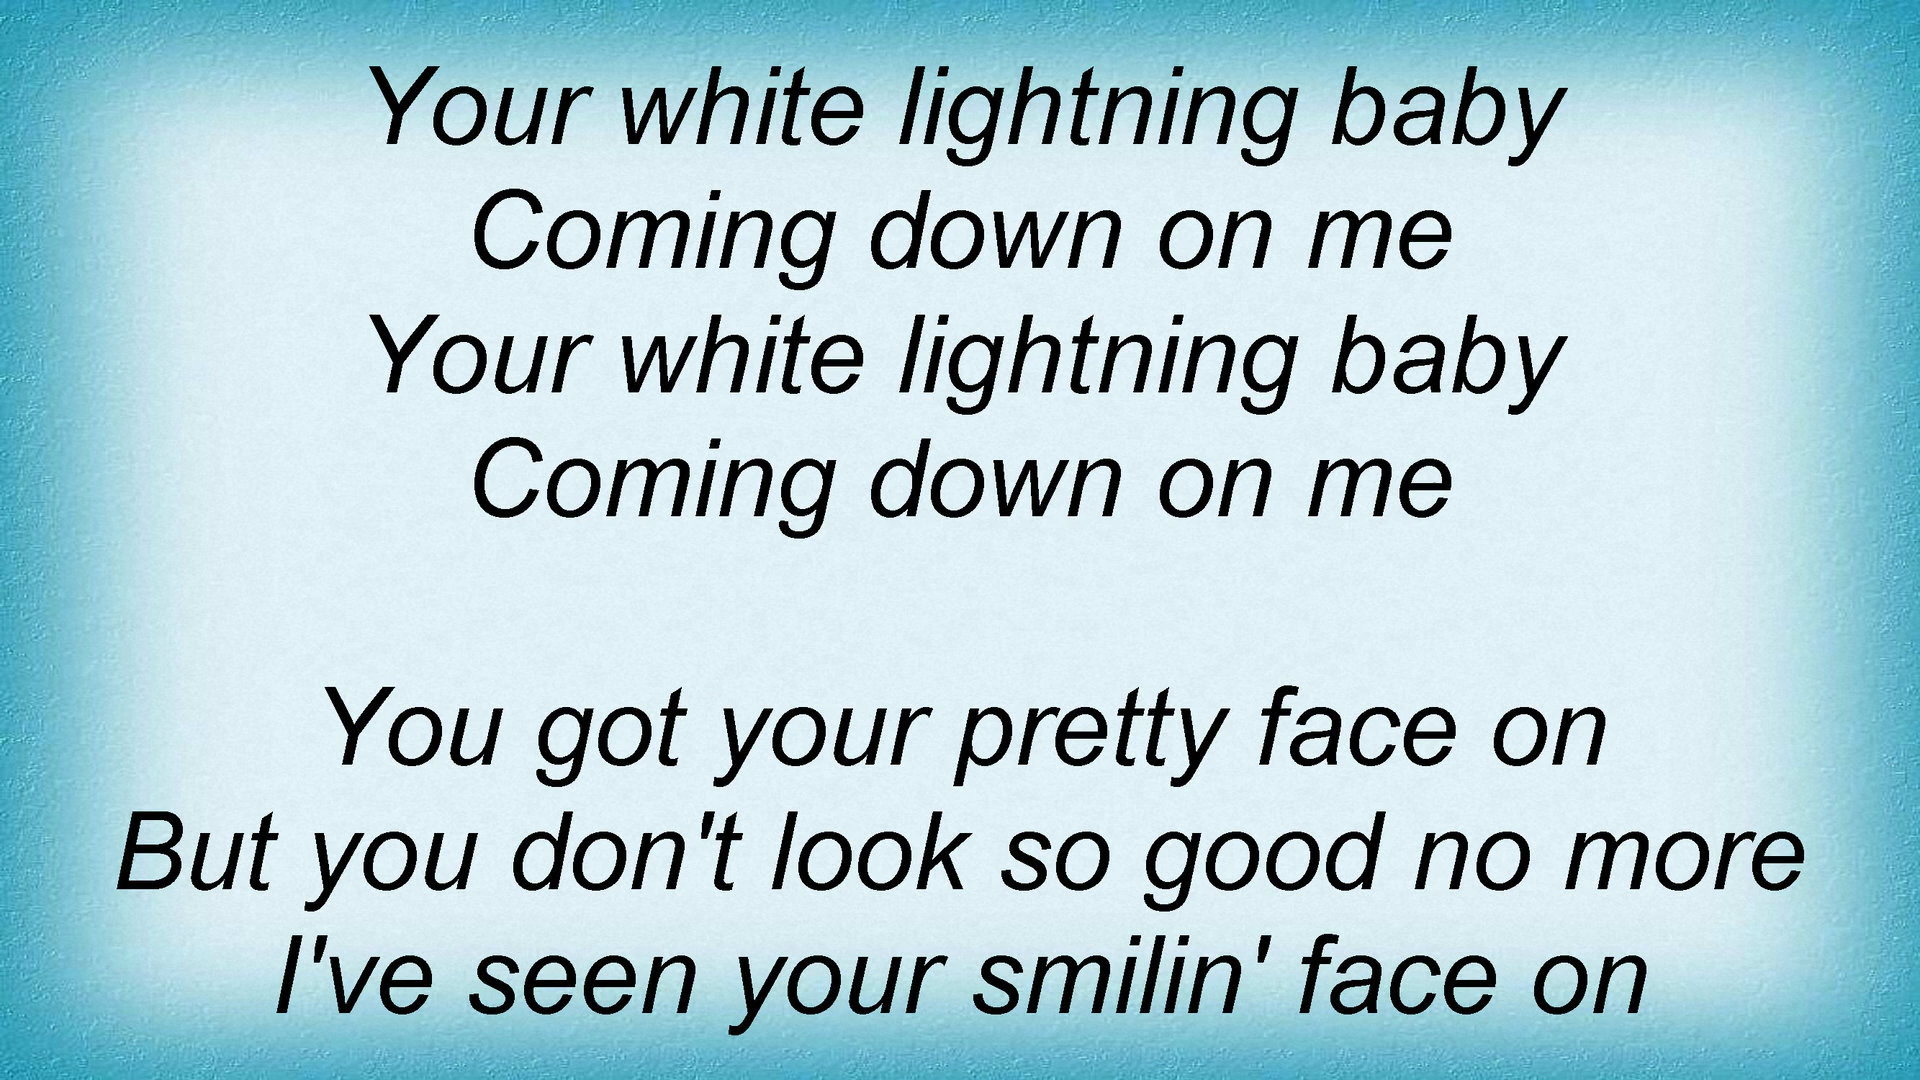 Your white lightning baby
Coming down on me
Your white lightning baby
Coming down on me
You got your pretty face on
But you don't look so good no more
I've seen your smilin' face on